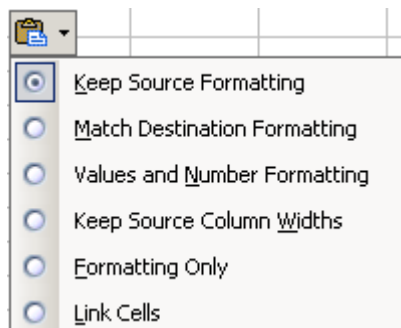 Keep Source Formatting
Match Destination Formatting
Values and Number Formatting
Keep Source Column Widths
Formatting Only
Link Cells